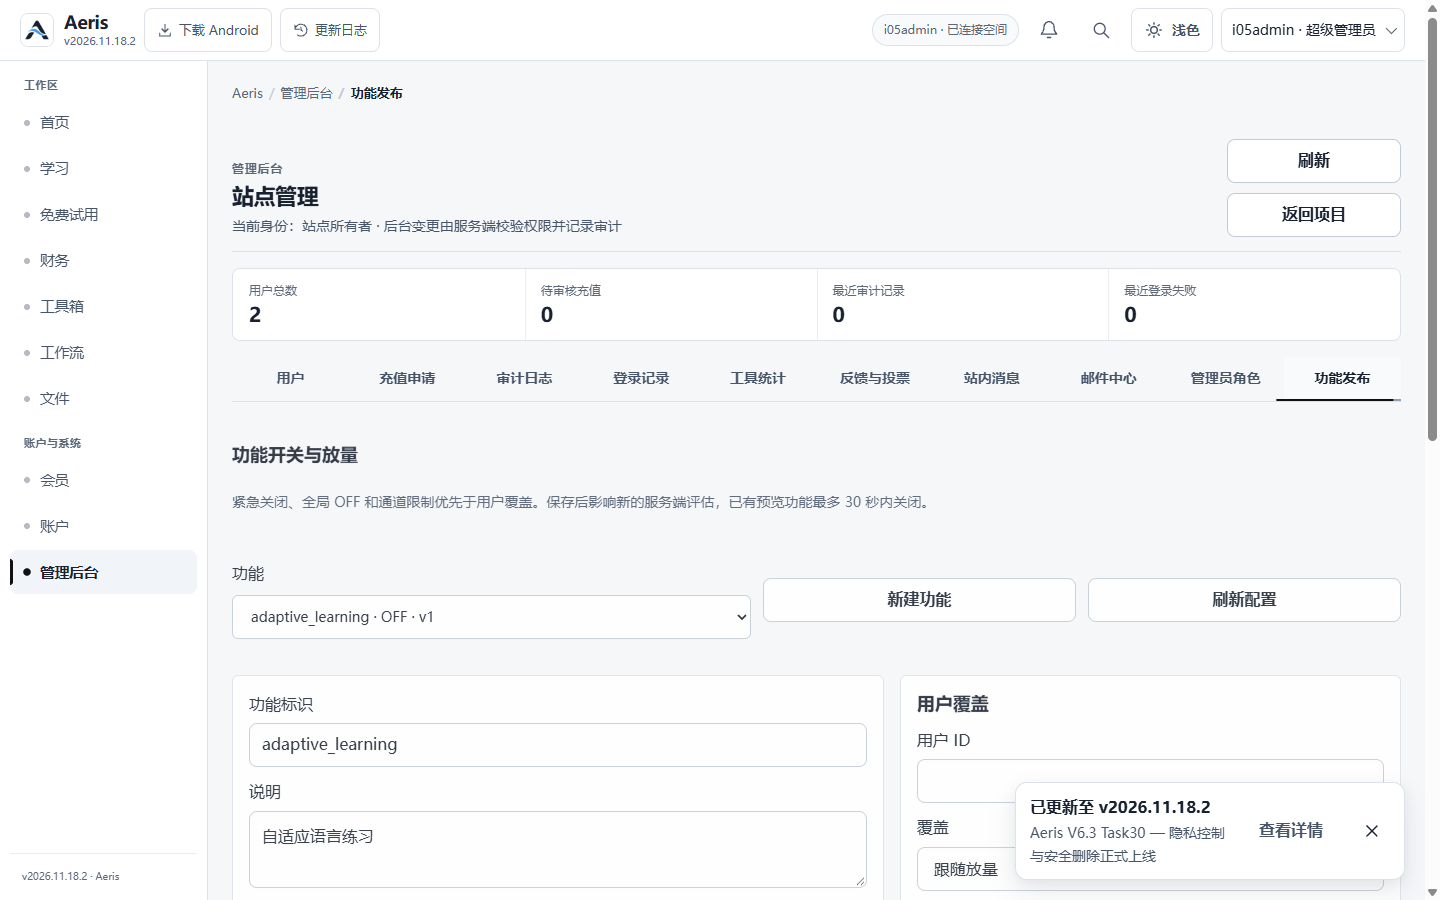 Aeris
v2026.11.18.2
下载 Android
更新日志
i05admin · 已连接空间
浅色
i05admin · 超级管理员
工作区
首页
学习
免费试用
财务
工具箱
工作流
文件
账户与系统
会员
账户
管理后台
v2026.11.18.2 · Aeris
Aeris / 管理后台 / 功能发布
管理后台
站点管理
当前身份：站点所有者 · 后台变更由服务端校验权限并记录审计
刷新
返回项目
用户总数
2
待审核充值
0
最近审计记录
0
最近登录失败
0
用户
充值申请
审计日志
登录记录
工具统计
反馈与投票
站内消息
邮件中心
管理员角色
功能发布
功能开关与放量
紧急关闭、全局 OFF 和通道限制优先于用户覆盖。保存后影响新的服务端评估，已有预览功能最多 30 秒内关闭。
功能
adaptive_learning · OFF · v1
新建功能
刷新配置
功能标识
adaptive_learning
说明
自适应语言练习
用户覆盖
用户 ID
覆盖
跟随放量
已更新至 v2026.11.18.2
Aeris V6.3 Task30 — 隐私控制
与安全删除正式上线
查看详情